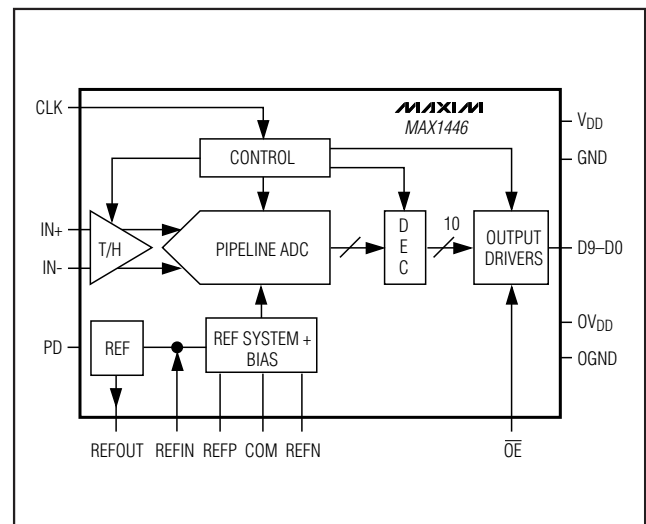 CLK
MAXIM
MAX1446
V_DD
GND
CONTROL
IN+
IN-
T/H
PIPELINE ADC
D
E
C
10
OUTPUT
DRIVERS
D9–D0
PD
REF
REF SYSTEM +
BIAS
OV_DD
OGND
REFOUT
REFIN
REFP
COM
REFN
O̅E̅